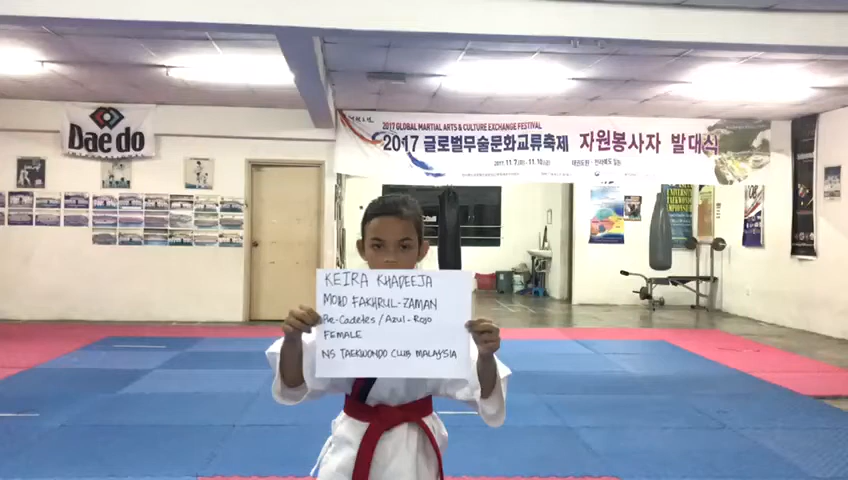 Dae do
2017 GLOBAL MARTIAL ARTS & CULTURE EXCHANGE FESTIVAL
2017 글로벌무술문화교류축제 자원봉사자 발대식
KEIRA KHADEEJA
MOHD FAKHRUL-ZAMAN
Pre-Cadetes / Azul-Rojo
FEMALE
NS TAEKWONDO CLUB MALAYSIA